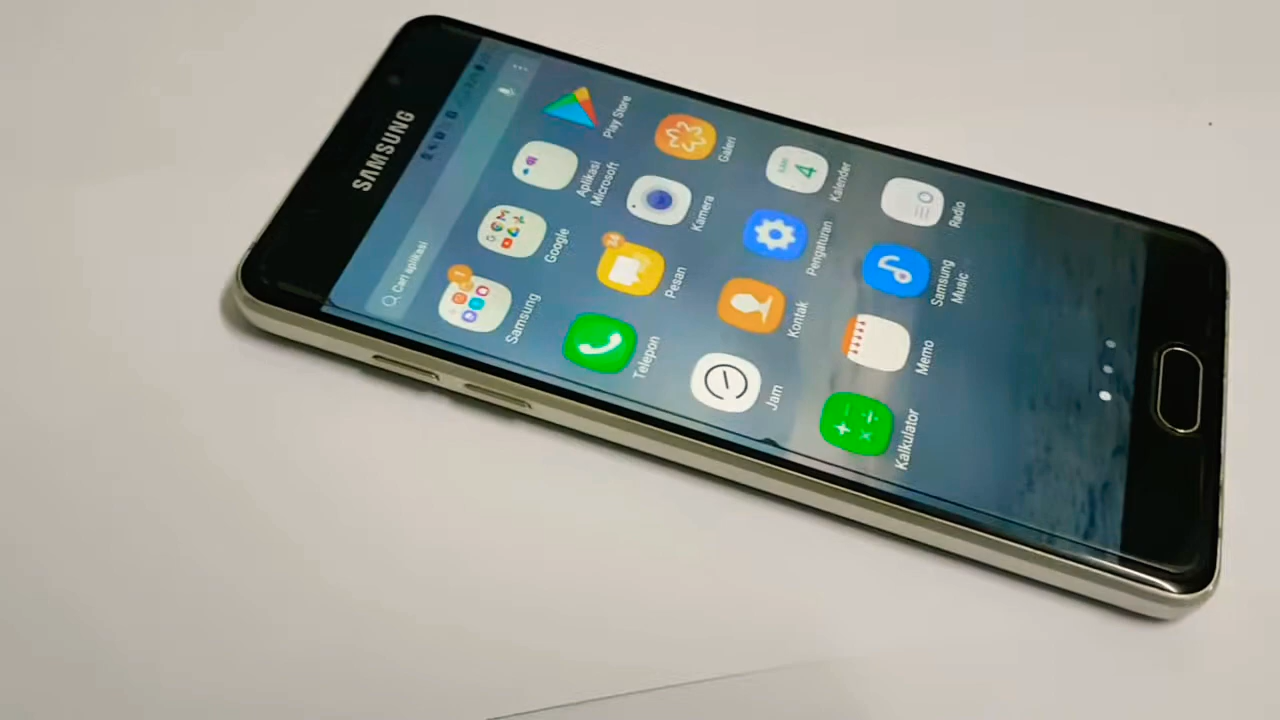 SAMSUNG
Cari aplikasi
Samsung
Google
Aplikasi
Microsoft
Play Store
Telepon
Pesan
Kamera
Galeri
Jam
Kontak
Pengaturan
4
Kalender
Kalkulator
Memo
Samsung
Music
Radio